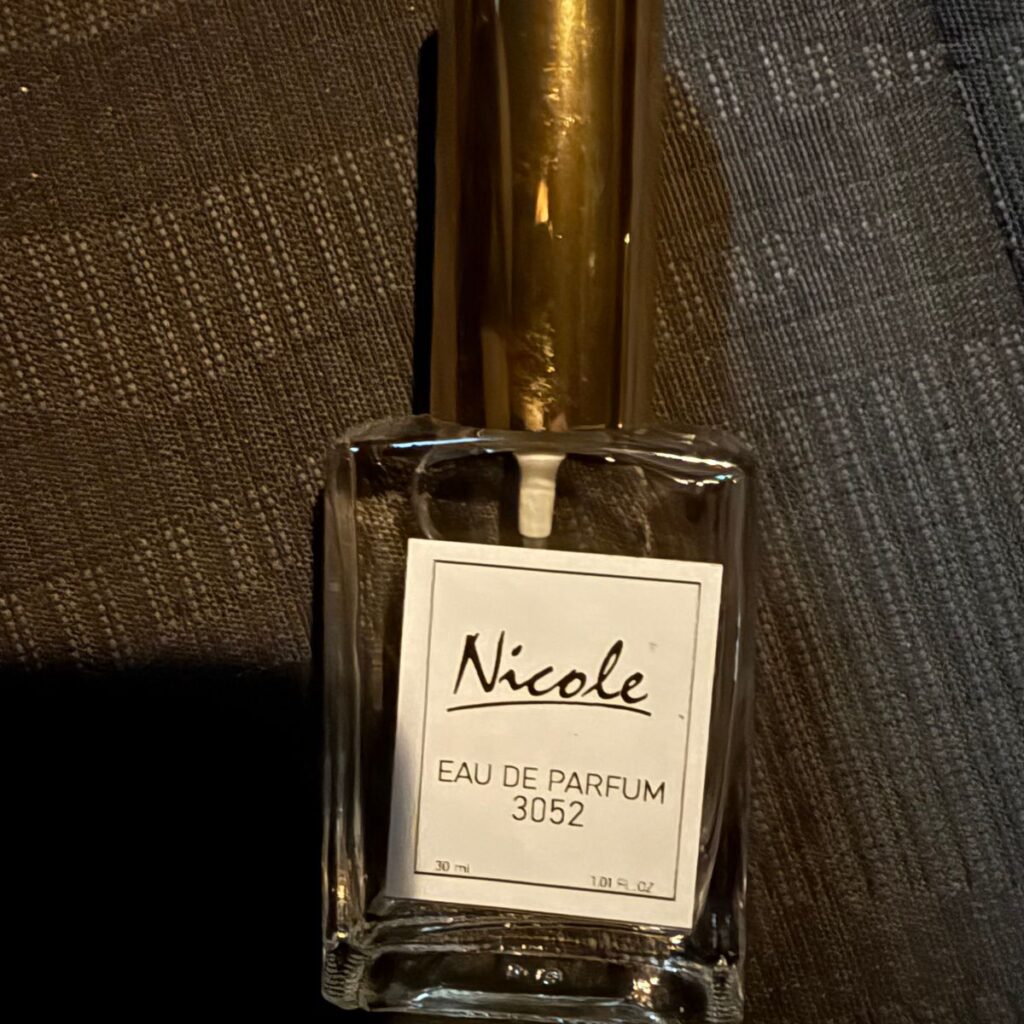 Nicole
EAU DE PARFUM
3052
30 ml
1.01 FL.OZ